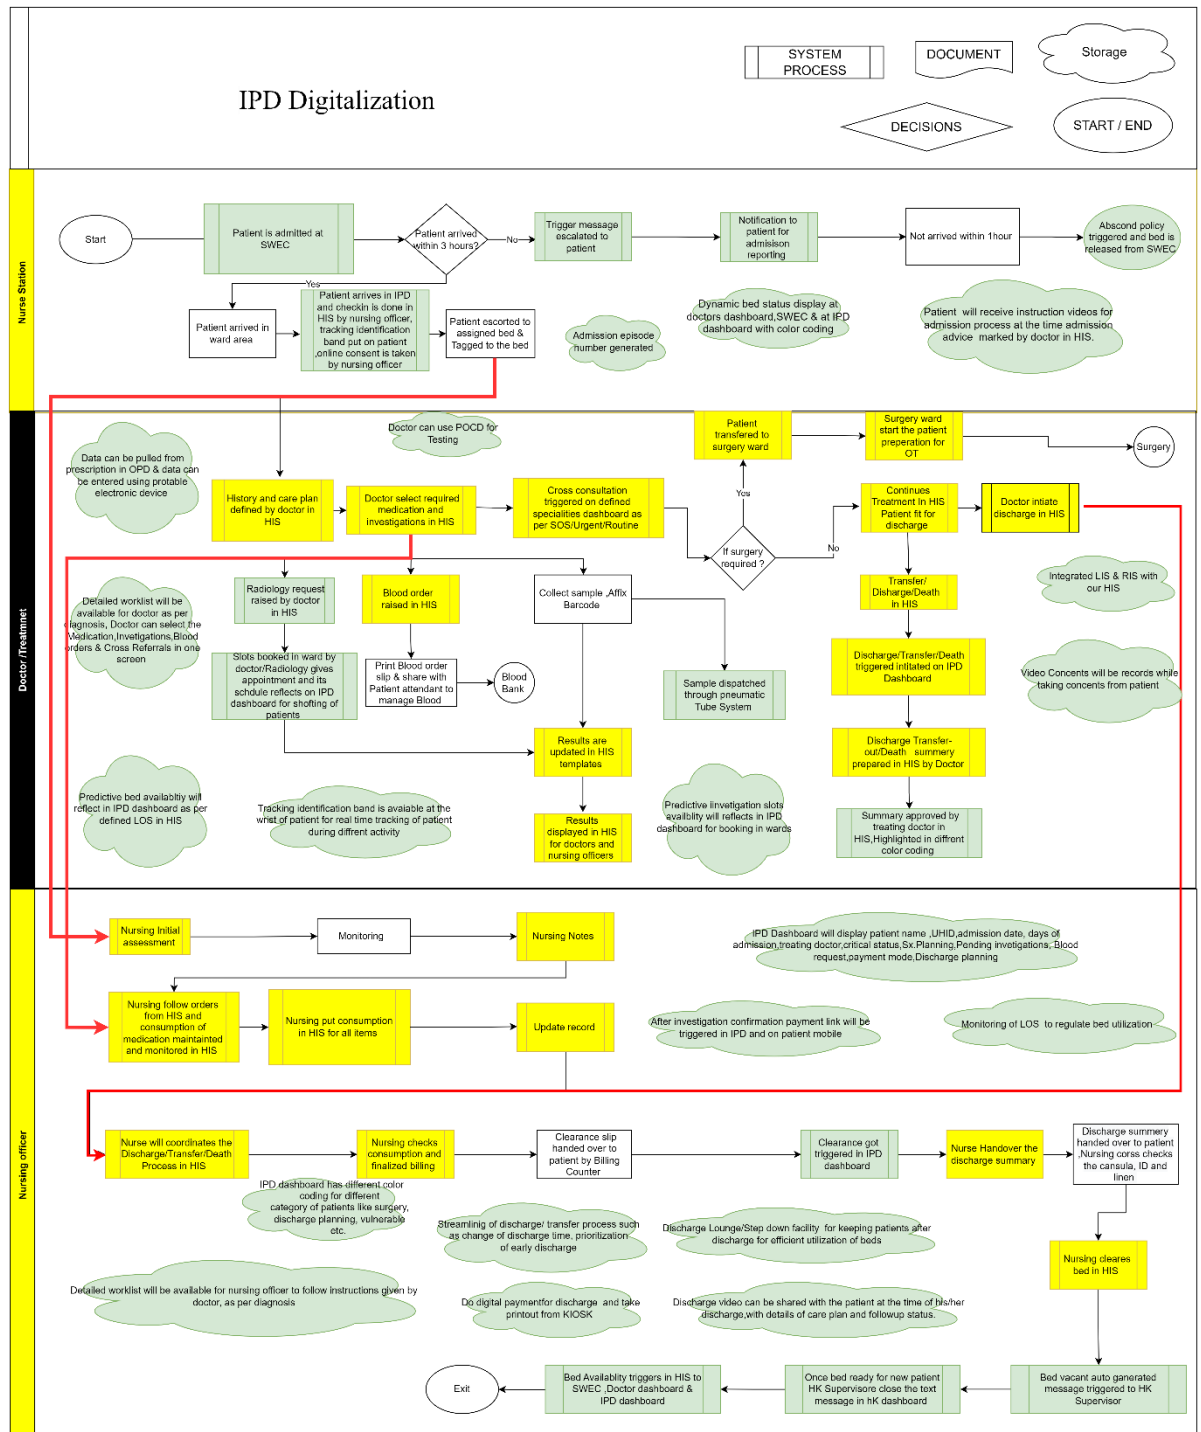 IPD Digitalization
SYSTEM
PROCESS
DOCUMENT
Storage
DECISIONS
START / END
Nurse Station
Start
Patient is admitted at
SWEC
Patient arrived
within 3 hours?
No
Trigger message
escalated to
patient
Notification to
patient for
admisison
reporting
Not arrived within 1hour
Abscond policy
triggered and bed is
released from SWEC
Yes
Patient arrived in
ward area
Patient arrives in IPD
and checkin is done in
HIS by nursing officer,
tracking identification
band put on patient
,online consent is taken
by nursing officer
Patient escorted to
assigned bed &
Tagged to the bed
Admission episode
number generated
Dynamic bed status display at
doctors dashboard,SWEC & at IPD
dashboard with color coding
Patient will receive instruction videos for
admission process at the time admission
advice marked by doctor in HIS.
Doctor /Treatmnet
Data can be pulled from
prescription in OPD & data can
be entered using protable
electronic device
Doctor can use POCD for
Testing
Patient
transfered to
surgery ward
Surgery ward
start the patient
preperation for
OT
Surgery
History and care plan
defined by doctor in
HIS
Doctor select required
medication and
investigations in HIS
Cross consultation
triggered on defined
specialities dashboard as
per SOS/Urgent/Routine
Yes
If surgery
required ?
No
Continues
Treatment In HIS
Patient fit for
discharge
Doctor intiate
discharge in HIS
Detailed worklist will be
available for doctor as per
diagnosis, Doctor can select the
Medication,Invetigations,Blood
orders & Cross Referrals in one
screen
Radiology request
raised by doctor
in HIS
Blood order
raised in HIS
Collect sample ,Affix
Barcode
Transfer/
Disharge/Death
in HIS
Integrated LIS & RIS with
our HIS
Slots booked in ward by
doctor/Radiology gives
appointment and its
schdule reflects on IPD
dashboard for shofting of
patients
Print Blood order
slip & share with
Patient attendant to
manage Blood
Blood
Bank
Sample dispatched
through pneumatic
Tube System
Discharge/Transfer/Death
triggered intitated on IPD
Dashboard
Video Concents will be records while
taking concents from patient
Results are
updated In HIS
templates
Discharge Transfer-
out/Death summery
prepared in HIS by Doctor
Predictive bed availabltiy will
reflect in IPD dashboard as per
defined LOS in HIS
Tracking identification band is avaiable at the
wrist of patient for real time tracking of patient
during diffrent activity
Results
displayed in HIS
for doctors and
nursing officers
Predictive iinvestigation slots
availblity will reflects in IPD
dashboard for booking in wards
Summary approved by
treating doctor in
HIS,Highlighted in diffrent
color coding
Nursing officer
Nursing Initial
assessment
Monitoring
Nursing Notes
IPD Dashboard will display patient name ,UHID,admission date, days of
admission,treating doctor,critical status,Sx.Planning,Pending invetigations, Blood
request,payment mode,Discharge planning
Nursing follow orders
from HIS and
consumption of
medication maintainted
and monitored in HIS
Nursing put consumption
in HIS for all items
Update record
After investigation confirmation payment link will be
triggered in IPD and on patient mobile
Monitoring of LOS to regulate bed utilization
Nurse will coordinates the
Discharge/Transfer/Death
Process in HIS
Nursing checks
consumption and
finalized billing
Clearance slip
handed over to
patient by Billing
Counter
Clearance got
triggered in IPD
dashboard
Nurse Handover the
discharge summary
Discharge summery
handed over to patient
,Nursing corss checks
the cansula, ID and
linen
IPD dashboard has different color
coding for different
category of patients like surgery,
discharge planning, vulnerable
etc.
Streamlinig of discharge/ transfer process such
as change of discharge time, prioritization
of early discharge
Discharge Lounge/Step down facility for keeping patients after
discharge for efficient utilization of beds
Nursing cleares
bed in HIS
Detailed worklist will be available for nursing officer to follow instructions given by
doctor, as per diagnosis
Do digital paymentfor discharge and take
printout from KIOSK
Discharge video can be shared with the patient at the time of his/her
discharge,with details of care plan and followup status.
Exit
Bed Availablity triggers in HIS to
SWEC ,Doctor dashboard &
IPD dashboard
Once bed ready for new patient
HK Supervisore close the text
message in hK dashboard
Bed vacant auto generated
message triggered to HK
Supervisor